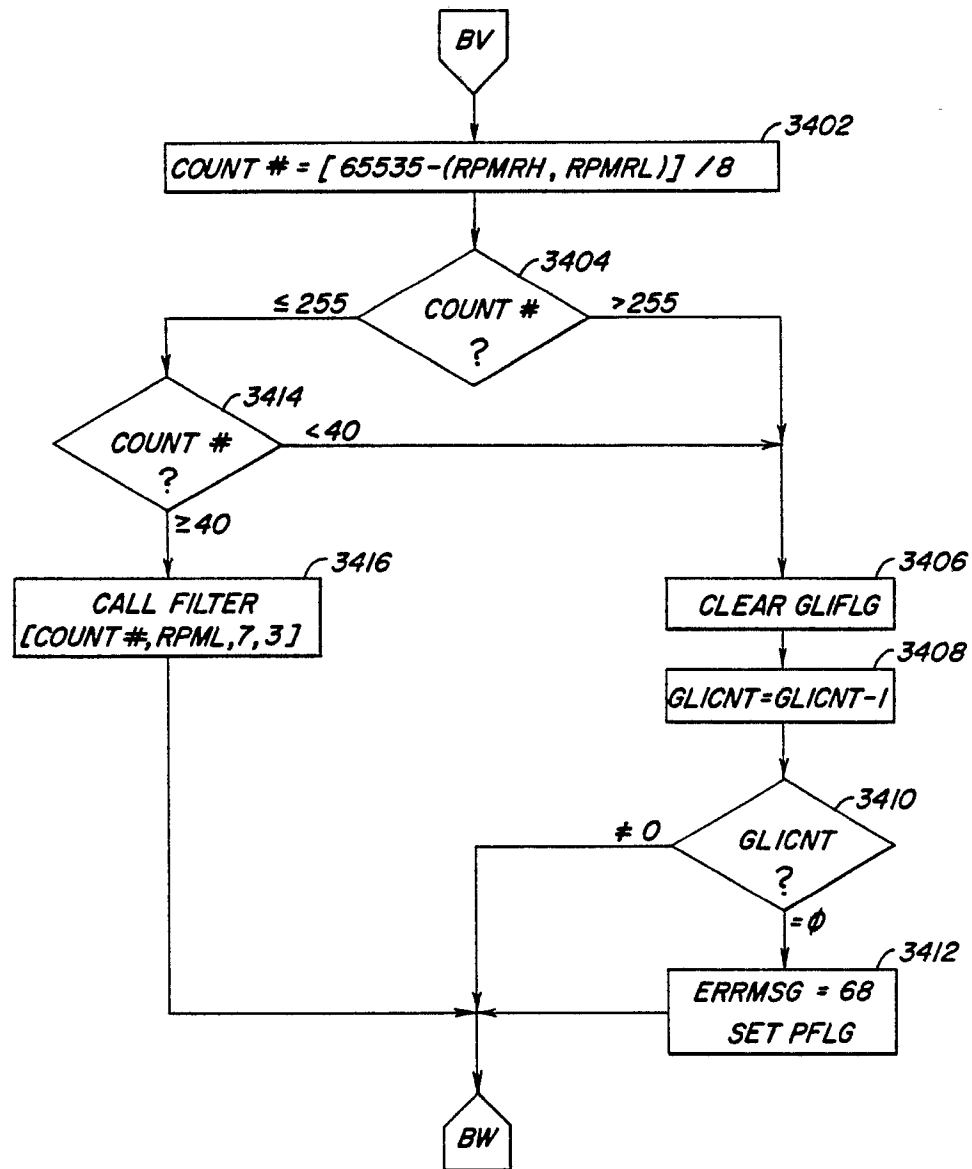 BV
3402
COUNT # = [65535-(RPMRH, RPMRL)] /8
3404
≤255
COUNT #
?
>255
3414
COUNT #
?
<40
≥40
3416
CALL FILTER
[COUNT#,RPML,7,3]
3406
CLEAR GLIFLG
3408
GLICNT=GLICNT-1
3410
≠ 0
GLICNT
?
=ϕ
3412
ERRMSG = 68
SET PFLG
BW